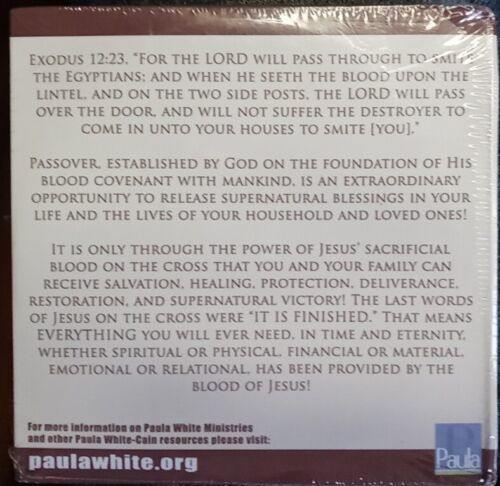 EXODUS 12:23, "FOR THE LORD WILL PASS THROUGH TO SMITE
THE EGYPTIANS; AND WHEN HE SEETH THE BLOOD UPON THE
LINTEL, AND ON THE TWO SIDE POSTS, THE LORD WILL PASS
OVER THE DOOR, AND WILL NOT SUFFER THE DESTROYER TO
COME IN UNTO YOUR HOUSES TO SMITE [YOU]."
PASSOVER, ESTABLISHED BY GOD ON THE FOUNDATION OF HIS
BLOOD COVENANT WITH MANKIND, IS AN EXTRAORDINARY
OPPORTUNITY TO RELEASE SUPERNATURAL BLESSINGS IN YOUR
LIFE AND THE LIVES OF YOUR HOUSEHOLD AND LOVED ONES!
IT IS ONLY THROUGH THE POWER OF JESUS' SACRIFICIAL
BLOOD ON THE CROSS THAT YOU AND YOUR FAMILY CAN
RECEIVE SALVATION, HEALING, PROTECTION, DELIVERANCE,
RESTORATION, AND SUPERNATURAL VICTORY! THE LAST WORDS
OF JESUS ON THE CROSS WERE "IT IS FINISHED." THAT MEANS
EVERYTHING YOU WILL EVER NEED, IN TIME AND ETERNITY,
WHETHER SPIRITUAL OR PHYSICAL, FINANCIAL OR MATERIAL,
EMOTIONAL OR RELATIONAL, HAS BEEN PROVIDED BY THE
BLOOD OF JESUS!
For more information on Paula White Ministries
and other Paula White-Cain resources please visit:
paulawhite.org
Paula